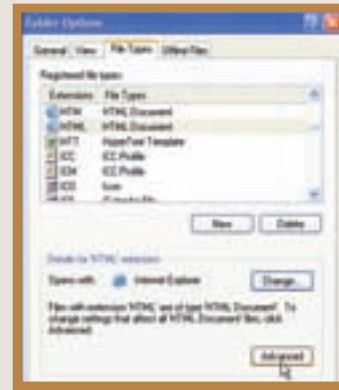 Folder Options
General View File Types Offline Files
Registered file types:
Extensions File Types
HTM HTML Document
HTML HTML Document
HTT HyperText Template
ICC ICC Profile
ICM ICC Profile
ICO Icon
New Delete
Details for 'HTML' extension
Opens with: Internet Explorer Change...
Files with extension 'HTML' are of type 'HTML Document'. To
change settings that affect all 'HTML Document' files, click
Advanced.
Advanced